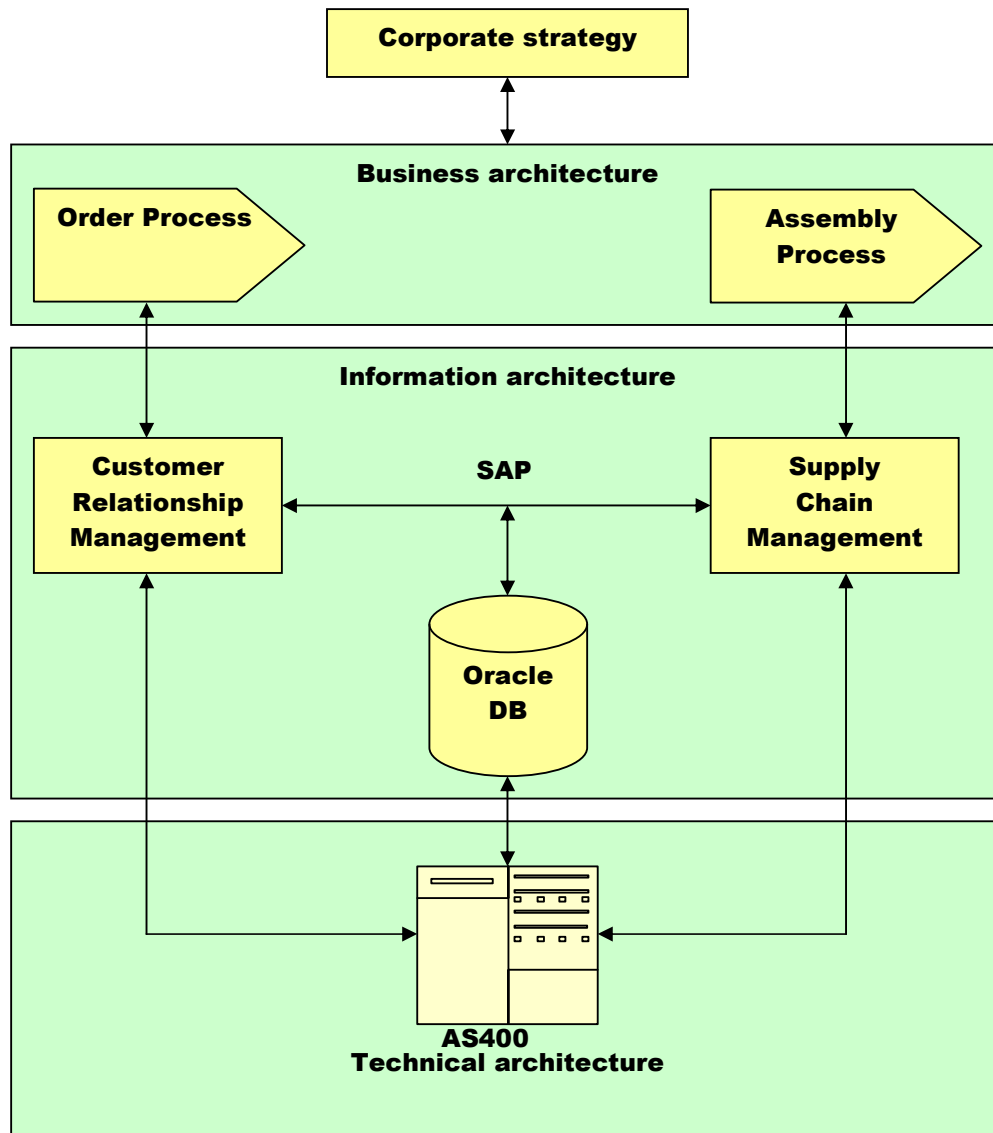 Corporate strategy
Business architecture
Order Process
Assembly
Process
Information architecture
Customer
Relationship
Management
SAP
Supply
Chain
Management
Oracle
DB
AS400
Technical architecture